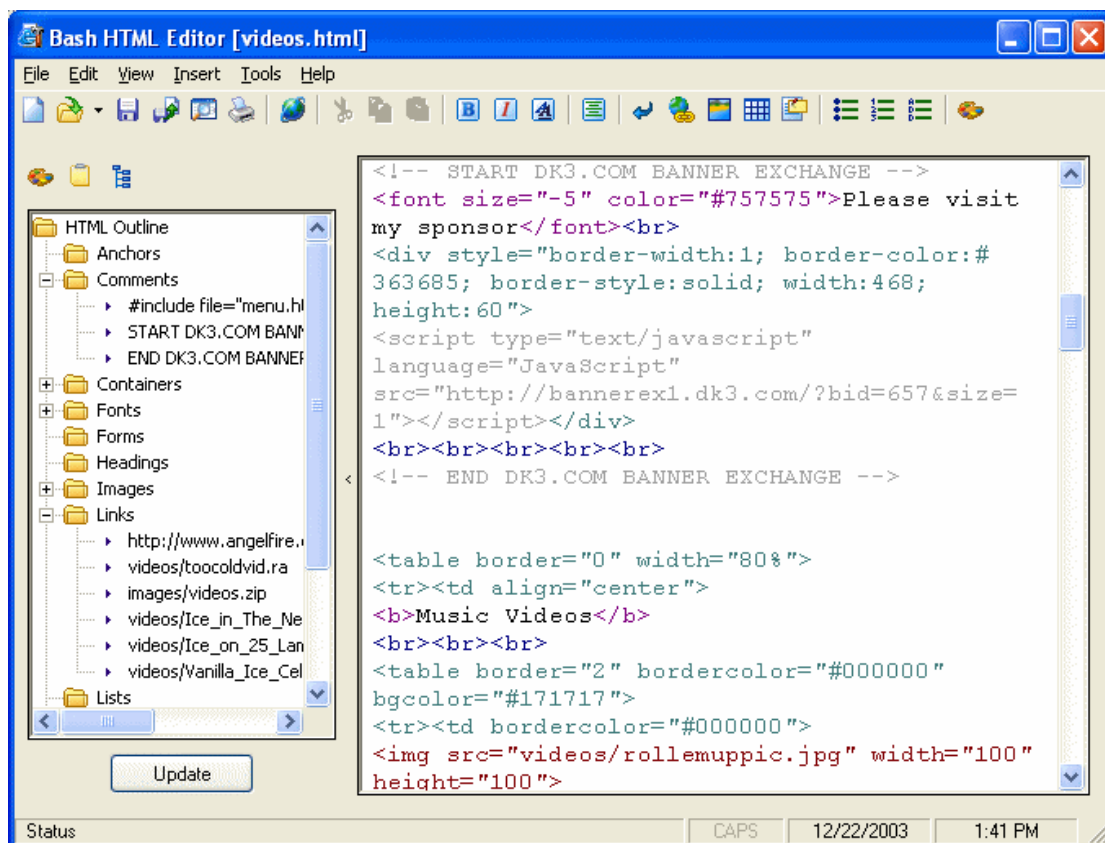 Bash HTML Editor [videos.html]
File Edit View Insert Tools Help
HTML Outline
Anchors
Comments
#include file="menu.h
START DK3.COM BANN
END DK3.COM BANNER
Containers
Fonts
Forms
Headings
Images
Links
http://www.angelfire.
videos/toocoldvid.ra
images/videos.zip
videos/Ice_in_The_Ne
videos/Ice_on_25_Lan
videos/Vanilla_Ice_Cel
Lists
Update
<!-- START DK3.COM BANNER EXCHANGE -->
<font size="-5" color="#757575">Please visit
my sponsor</font><br>
<div style="border-width:1; border-color:#
363685; border-style:solid; width:468;
height:60">
<script type="text/javascript"
language="JavaScript"
src="http://bannerex1.dk3.com/?bid=657&size=
1"></script></div>
<br><br><br><br><br>
<!-- END DK3.COM BANNER EXCHANGE -->
<table border="0" width="80%">
<tr><td align="center">
<b>Music Videos</b>
<br><br><br>
<table border="2" bordercolor="#000000"
bgcolor="#171717">
<tr><td bordercolor="#000000">
<img src="videos/rollemuppic.jpg" width="100"
height="100">
Status CAPS 12/22/2003 1:41 PM